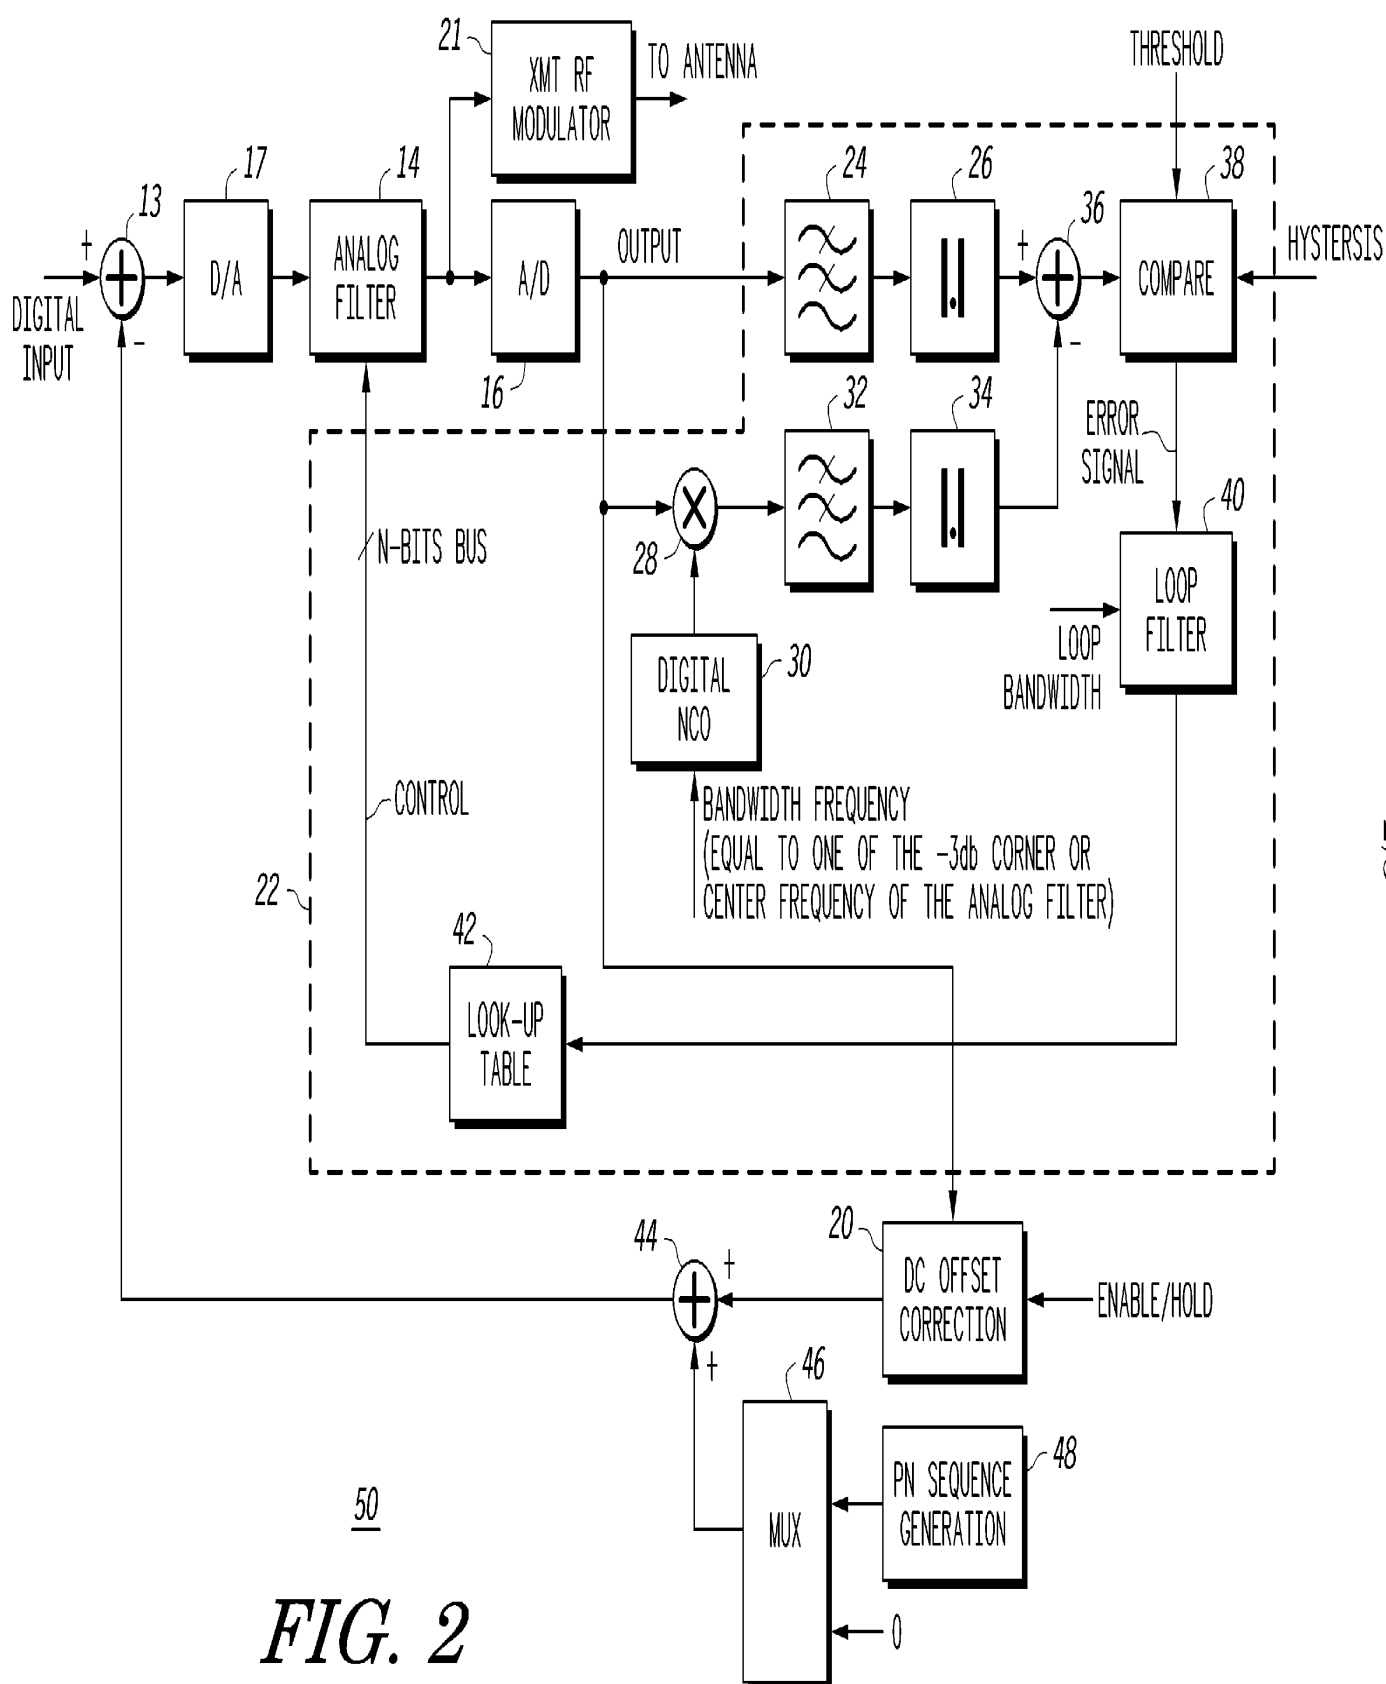 21
XMT RF
MODULATOR
TO ANTENNA
THRESHOLD
13
17
14
24
26
36
38
+
D/A
ANALOG
FILTER
A/D
OUTPUT
+
COMPARE
HYSTERSIS
DIGITAL
INPUT
-
16
-
32
34
ERROR
SIGNAL
N-BITS BUS
28
40
LOOP
FILTER
DIGITAL
NCO
30
LOOP
BANDWIDTH
CONTROL
BANDWIDTH FREQUENCY
(EQUAL TO ONE OF THE -3db CORNER OR
CENTER FREQUENCY OF THE ANALOG FILTER)
22
42
LOOK-UP
TABLE
44
+
20
DC OFFSET
CORRECTION
ENABLE/HOLD
+
46
MUX
PN SEQUENCE
GENERATION
48
0
50
FIG. 2